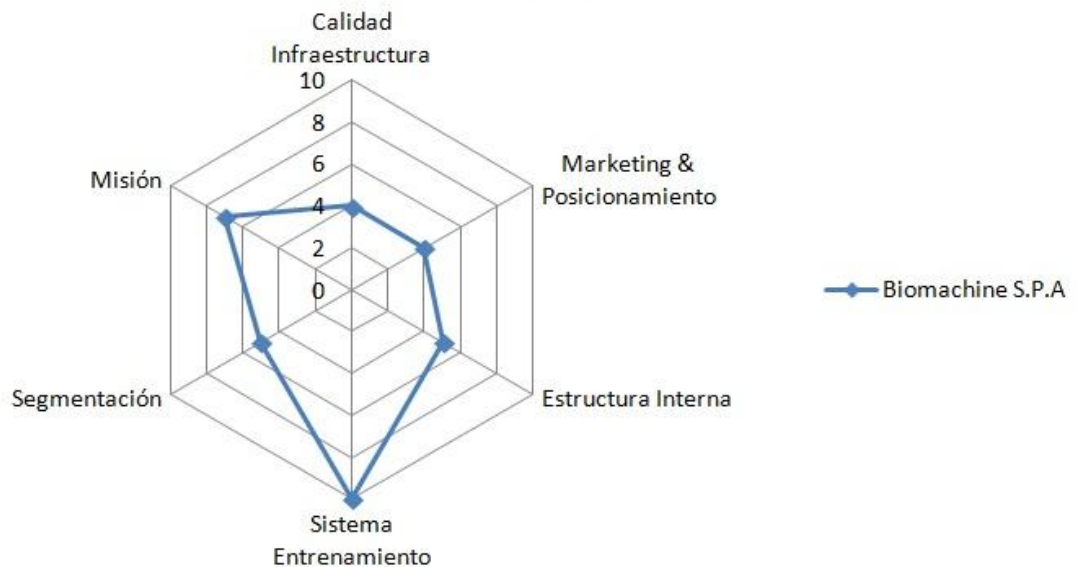 Calidad
Infraestructura
10
8
6
4
2
0
Marketing &
Posicionamiento
Estructura Interna
Sistema
Entrenamiento
Segmentación
Misión
Biomachine S.P.A